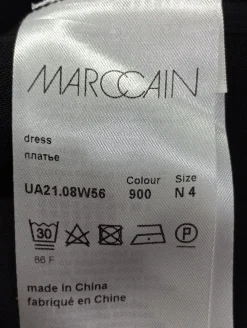 MARCCAIN
dress
платье
Colour Size
UA21.08W56 900 N 4
30
P
86 F
made in China
fabriqué en Chine